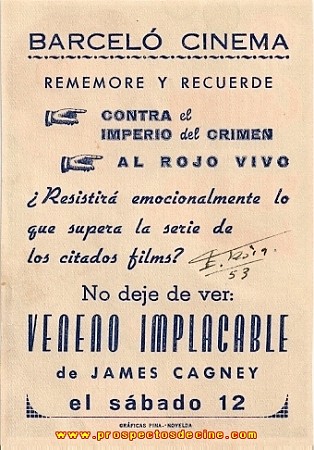 BARCELÓ CINEMA
REMEMORE Y RECUERDE
CONTRA el
IMPERIO del CRIMEN
AL ROJO VIVO
¿Resistirá emocionalmente lo
que supera la serie de
los citados films?
53
No deje de ver:
VENENO IMPLACABLE
de JAMES CAGNEY
el sábado 12
GRÁFICAS PINA.-NOVELDA
www.prospectosdecine.com